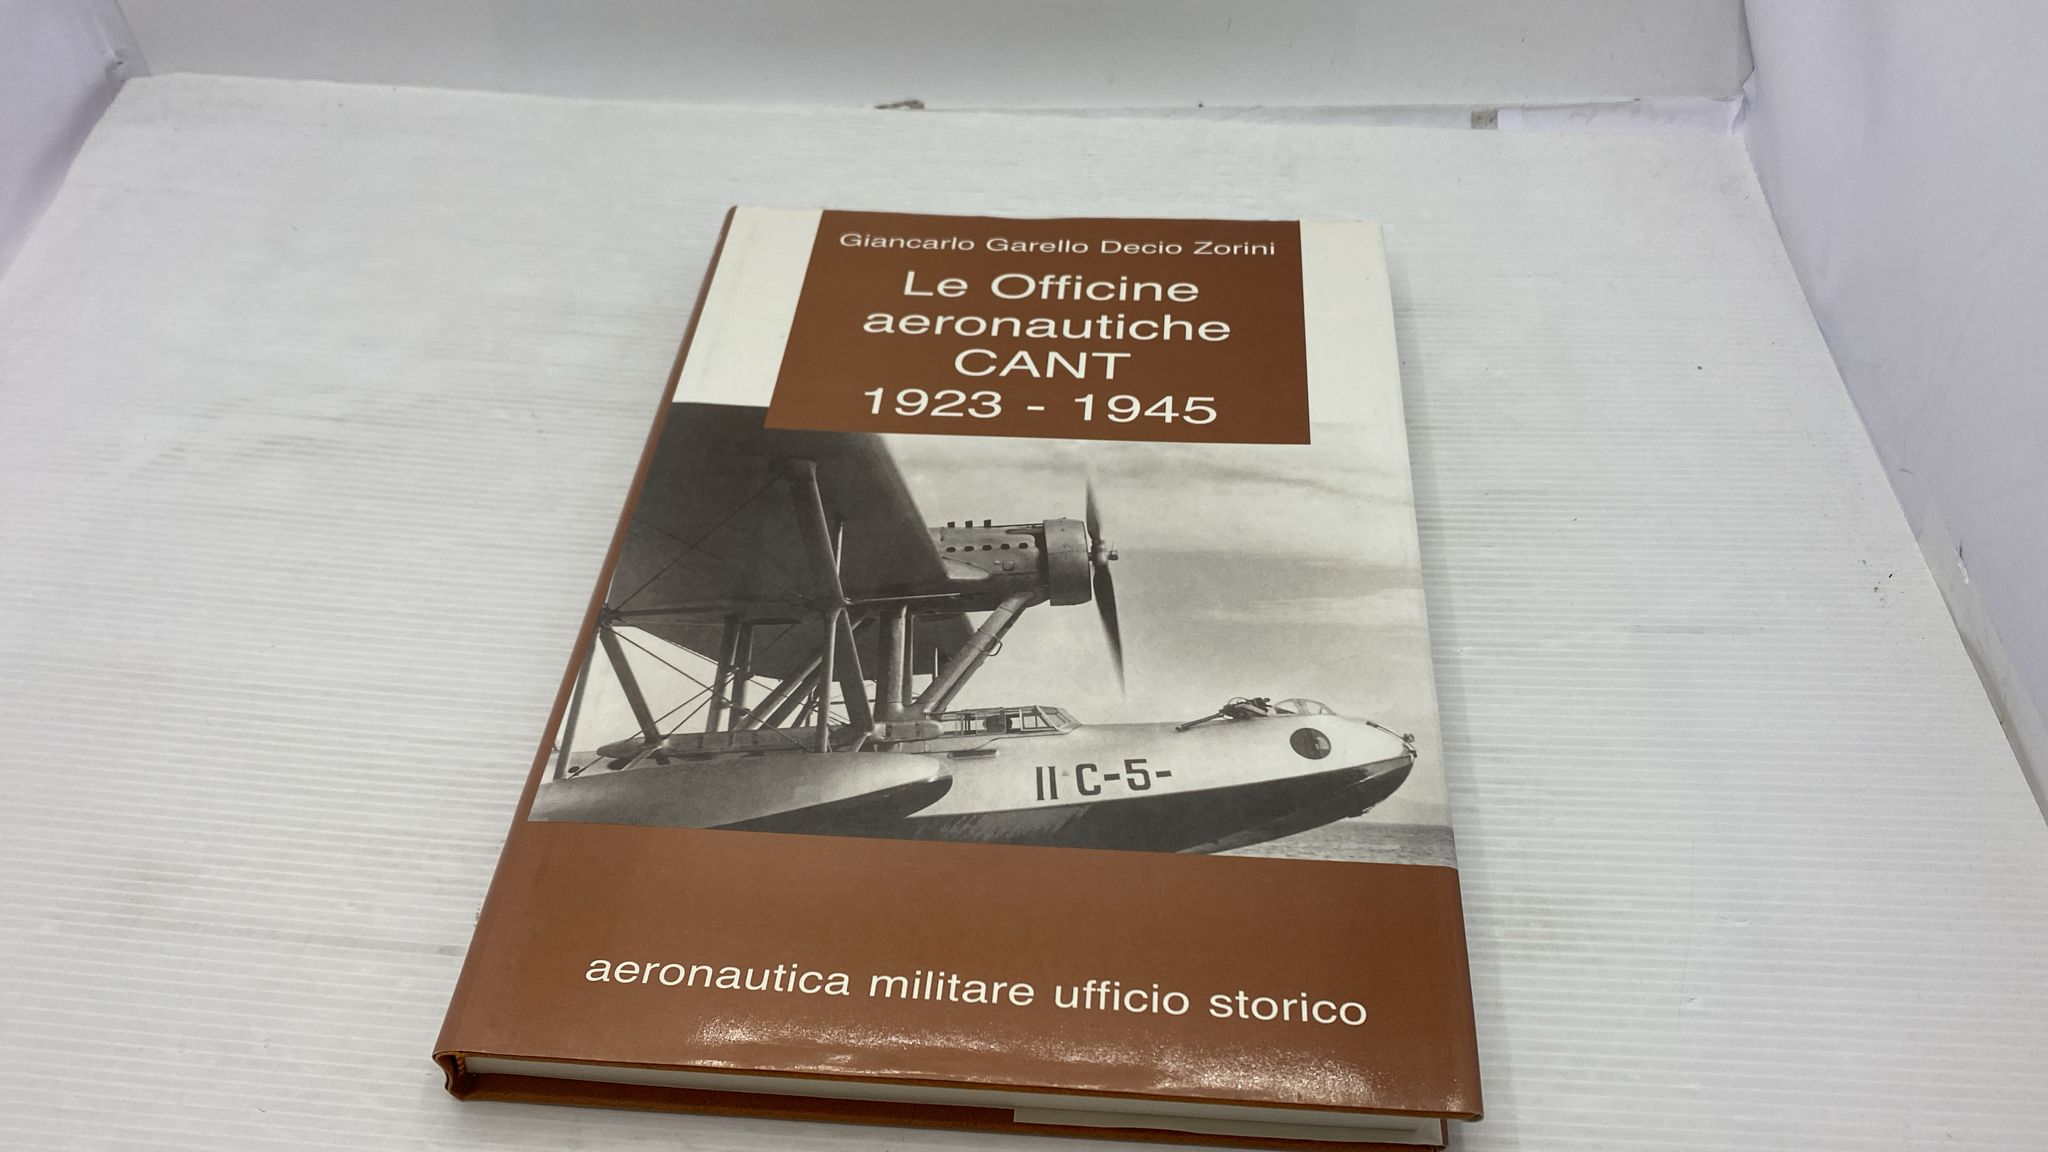 Giancarlo Garello Decio Zorini
Le Officine
aeronautiche
CANT
1923 - 1945
II C-5-
aeronautica militare ufficio storico